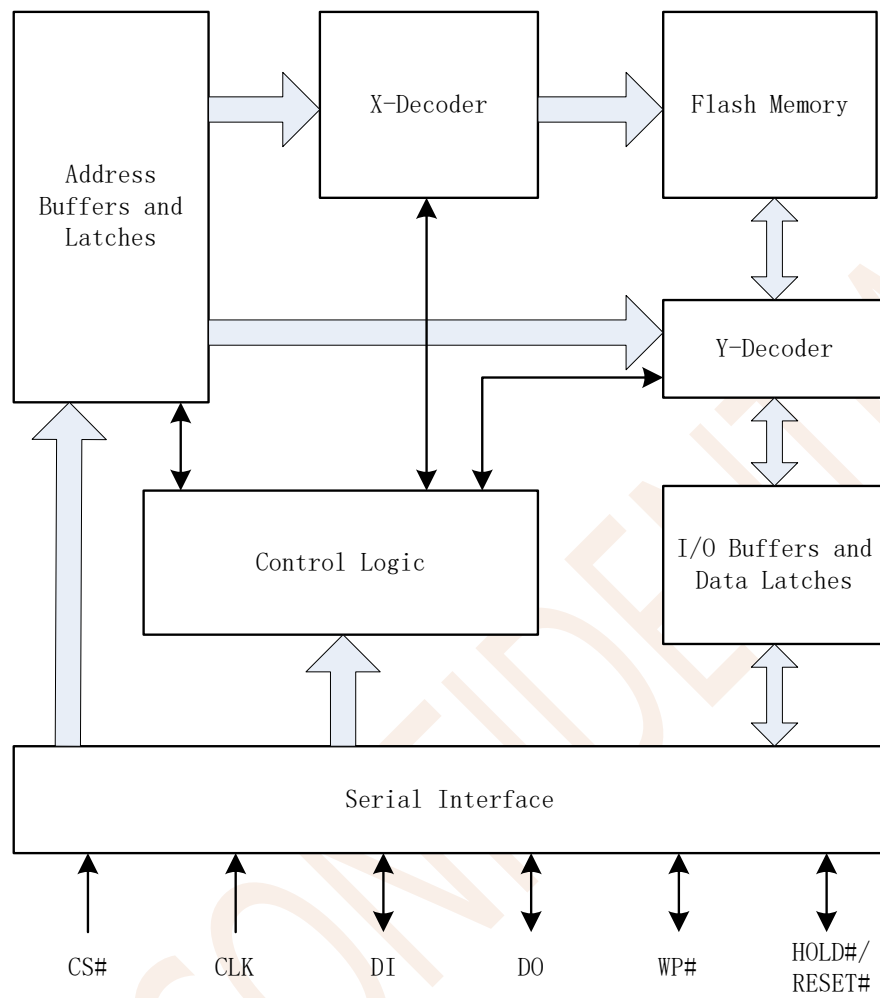 X-Decoder
Flash Memory
Address
Buffers and
Latches
Y-Decoder
Control Logic
I/O Buffers and
Data Latches
Serial Interface
CS#
CLK
DI
DO
WP#
HOLD#/
RESET#
CONFIDENTIA